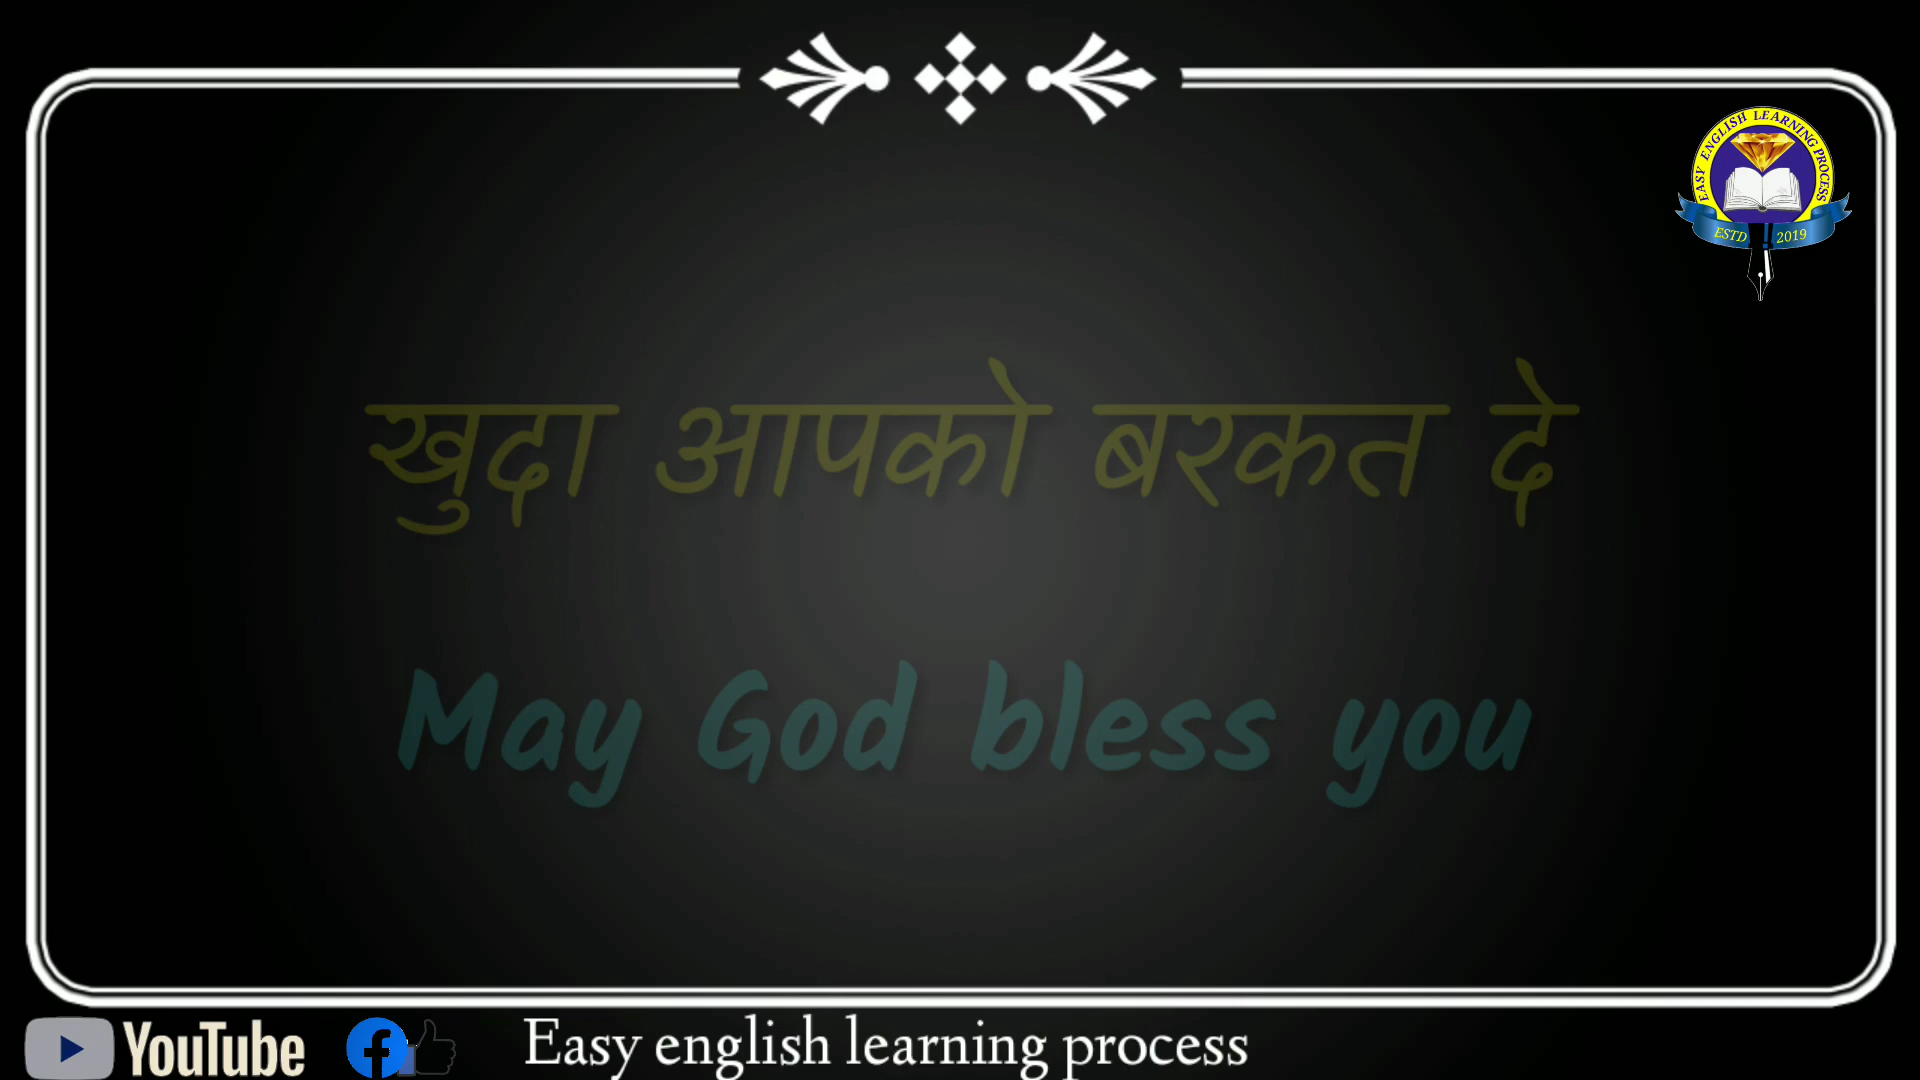 EASY ENGLISH LEARNING PROCESS
ESTD 2019
खुदा आपको बरकत दे
May God bless you
YouTube
Easy english learning process